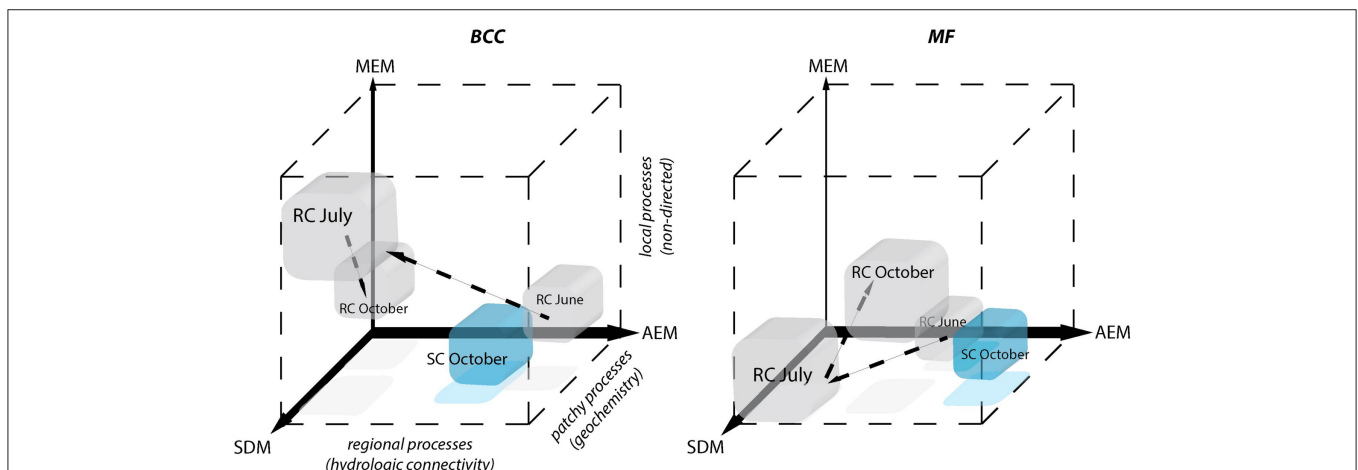 BCC
MEM
local processes
(non-directed)
RC July
RC October
RC June
SC October
AEM
patchy processes
(geochemistry)
SDM
regional processes
(hydrologic connectivity)
MF
MEM
RC October
RC June
SC October
RC July
AEM
SDM